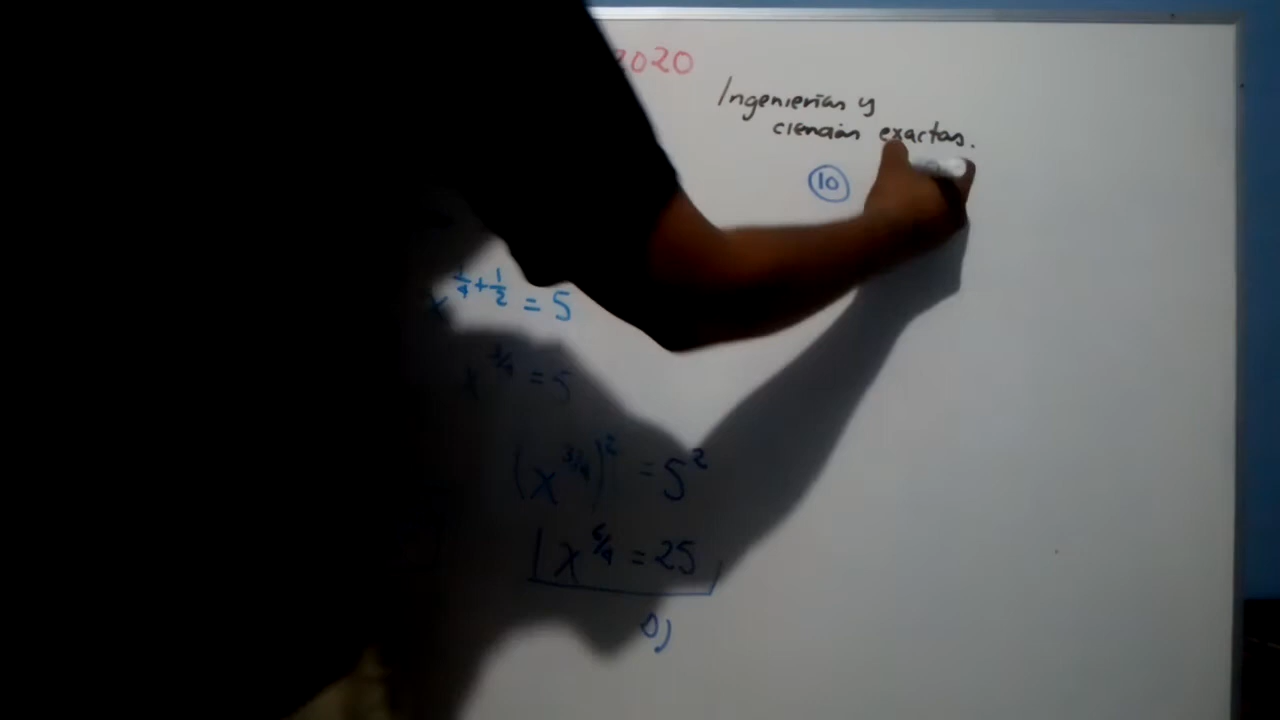 2020
Ingenierías y
ciencias exactas.
10
x^{1/4 + 1/2} = 5
x^{3/4} = 5
(x^{3/4})^2 = 5^2
x^{6/4} = 25